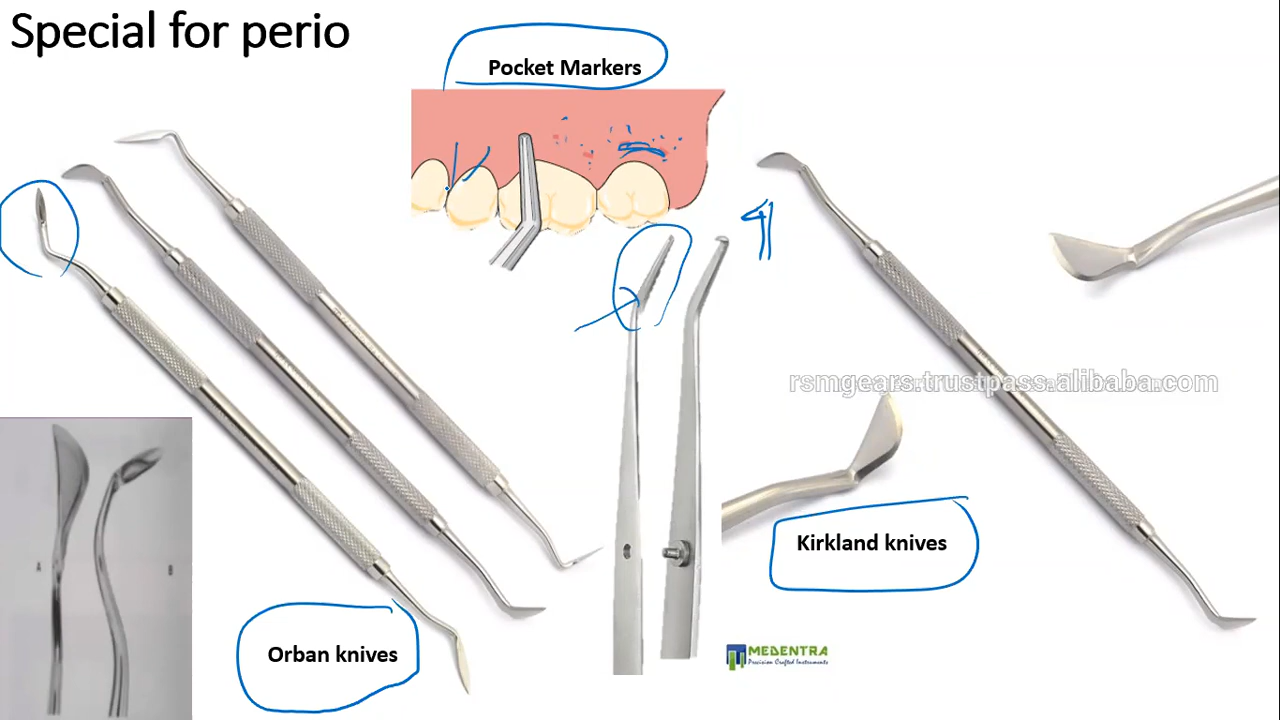 Special for perio
Pocket Markers
A
B
rsmgears.trustpass.alibaba.com
Kirkland knives
Orban knives
MEDENTRA
Precision Crafted Instruments